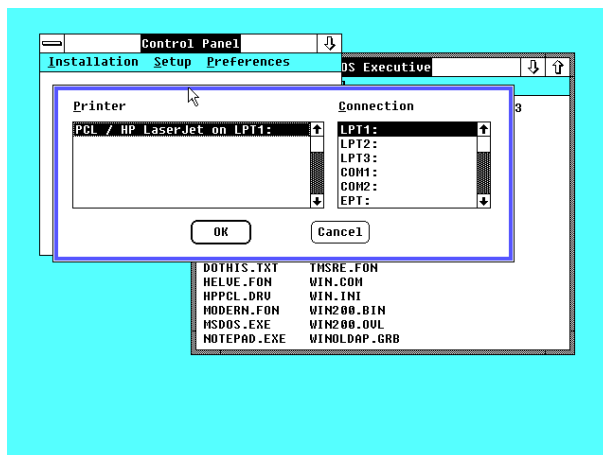 Control Panel
Installation Setup Preferences
OS Executive
Printer
Connection
3
PCL / HP LaserJet on LPT1:
LPT1:
LPT2:
LPT3:
COM1:
COM2:
EPT:
OK
Cancel
DOTHIS.TXT TMSRE.FON
HELVE.FON WIN.COM
HPPCL.DRV WIN.INI
MODERN.FON WIN200.BIN
MSDOS.EXE WIN200.OVL
NOTEPAD.EXE WINOLDAP.GRB